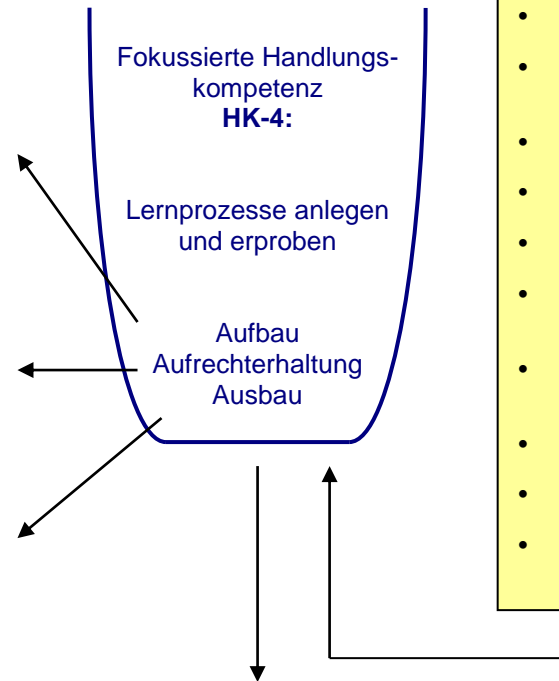 Fokussierte Handlungs-
kompetenz
HK-4:
Lernprozesse anlegen
und erproben
Aufbau
Aufrechterhaltung
Ausbau